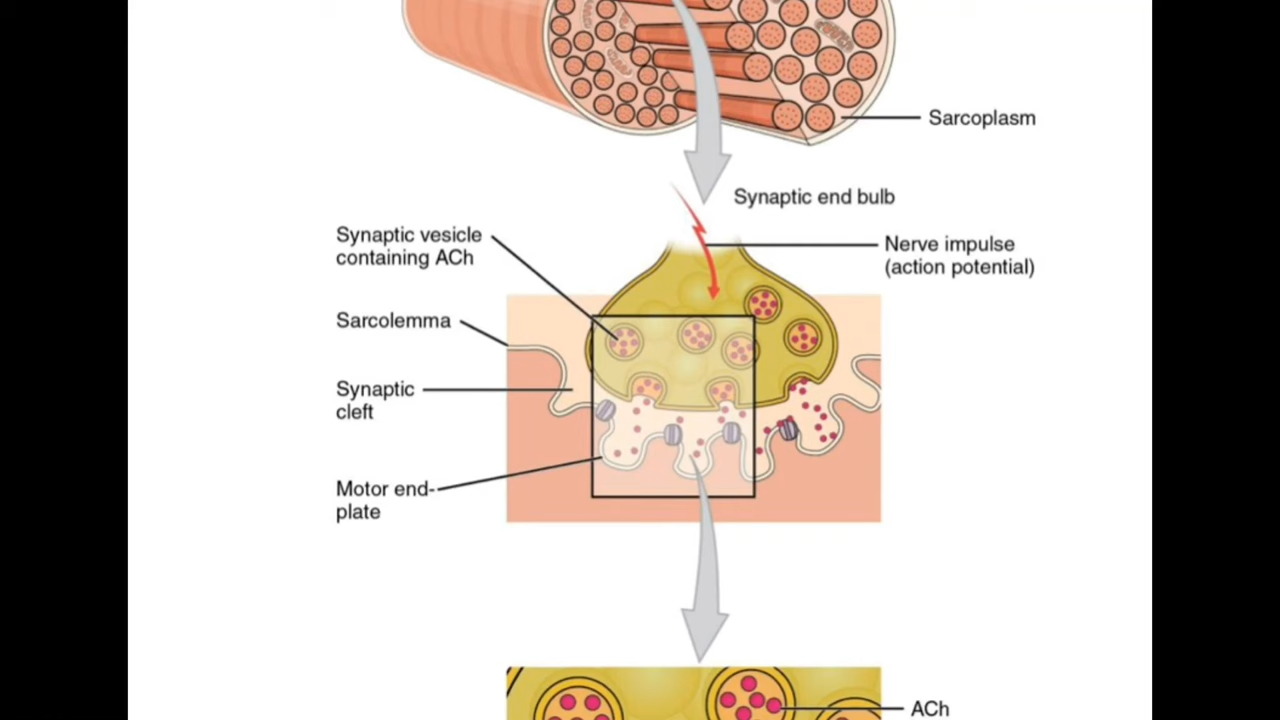 Sarcoplasm
Synaptic end bulb
Synaptic vesicle
containing ACh
Nerve impulse
(action potential)
Sarcolemma
Synaptic
cleft
Motor end-
plate
ACh